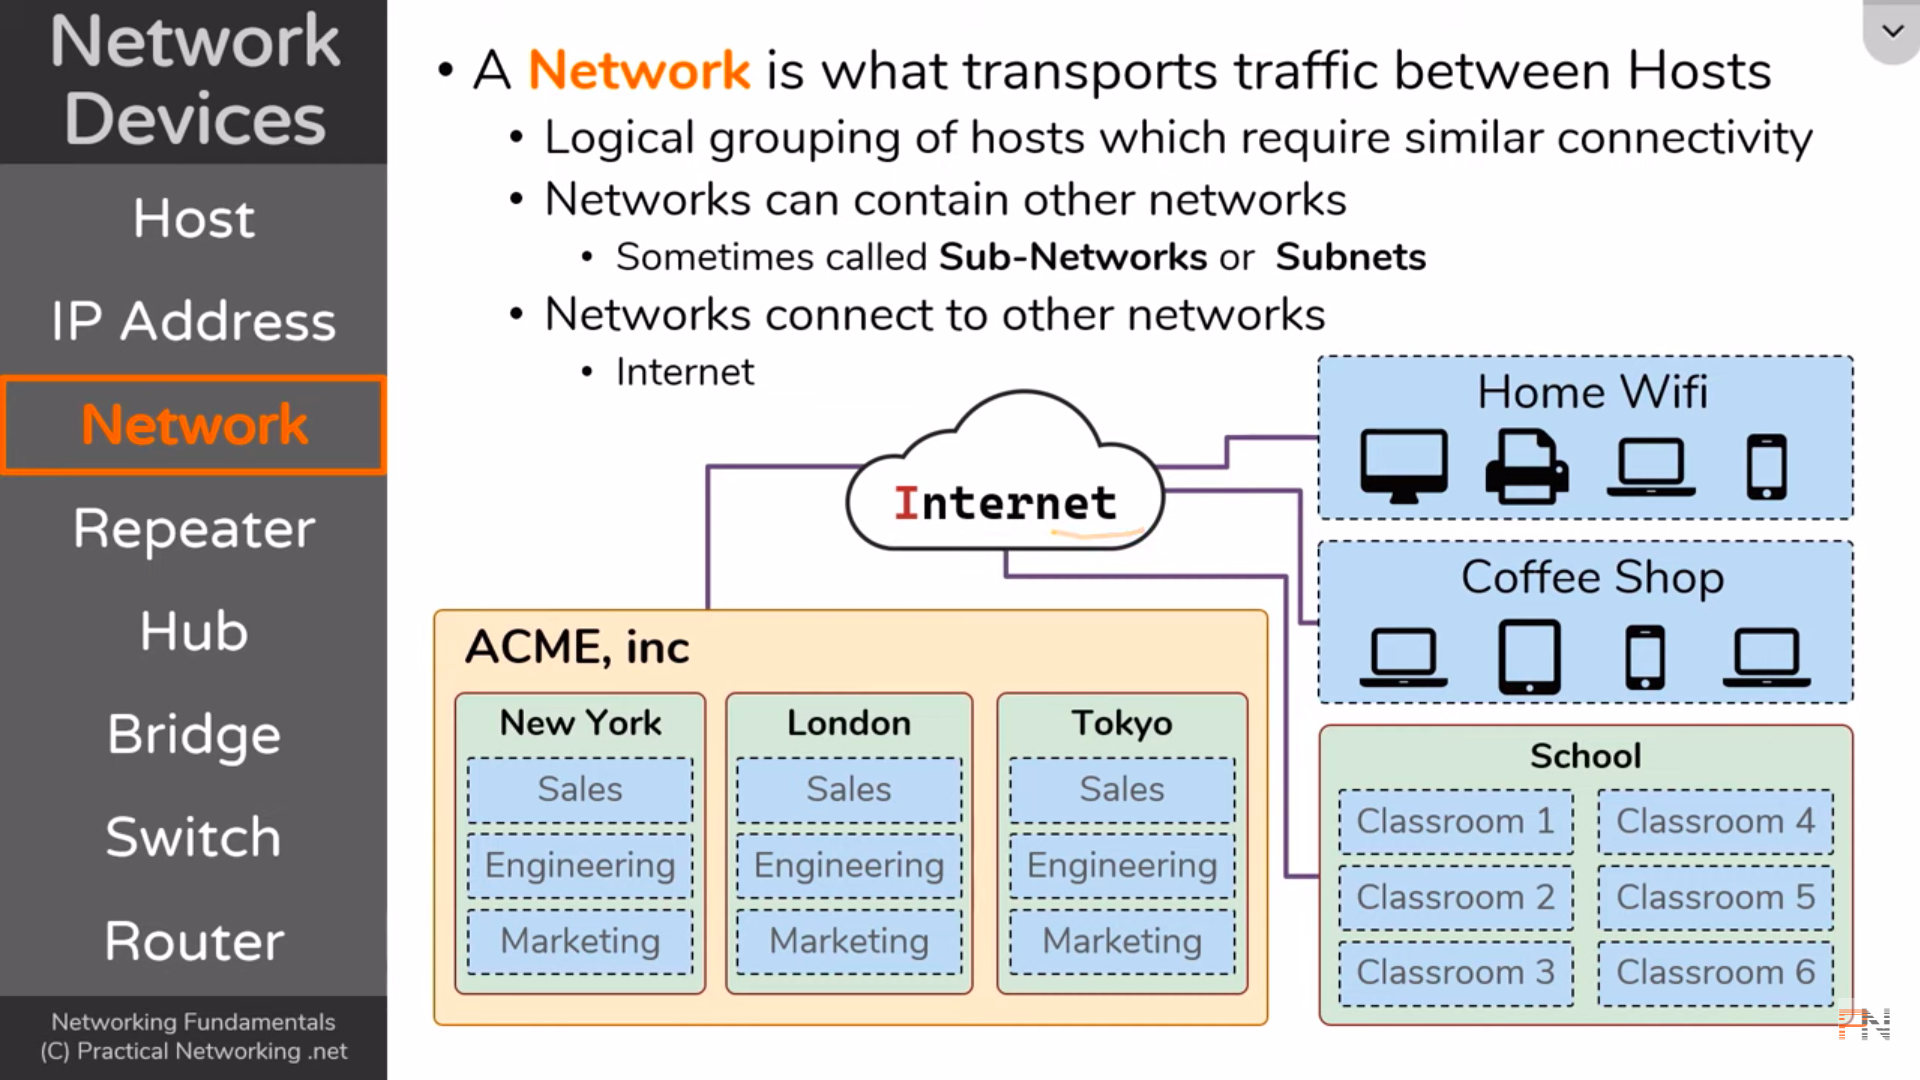 Network
Devices
Host
IP Address
Network
Repeater
Hub
Bridge
Switch
Router
Networking Fundamentals
(C) Practical Networking .net
• A Network is what transports traffic between Hosts
• Logical grouping of hosts which require similar connectivity
• Networks can contain other networks
• Sometimes called Sub-Networks or Subnets
• Networks connect to other networks
• Internet
Internet
Home Wifi
Coffee Shop
ACME, inc
New York
Sales
Engineering
Marketing
London
Sales
Engineering
Marketing
Tokyo
Sales
Engineering
Marketing
School
Classroom 1
Classroom 2
Classroom 3
Classroom 4
Classroom 5
Classroom 6
PN